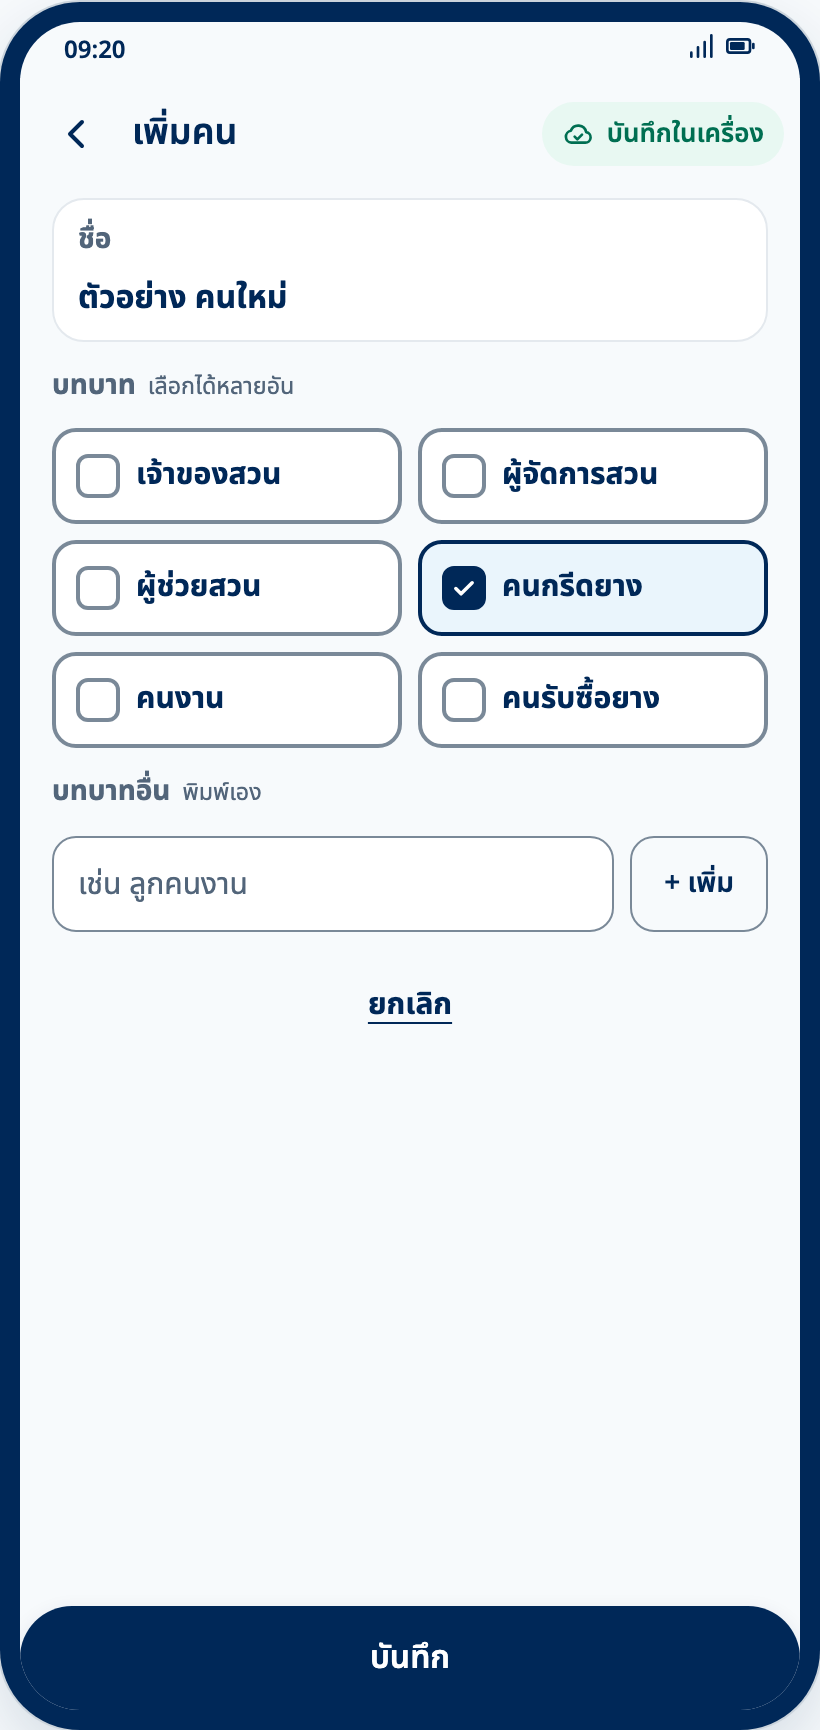 09:20
เพิ่มคน
บันทึกในเครื่อง
ชื่อ
ตัวอย่าง คนใหม่
บทบาท เลือกได้หลายอัน
เจ้าของสวน
ผู้จัดการสวน
ผู้ช่วยสวน
คนกรีดยาง
คนงาน
คนรับซื้อยาง
บทบาทอื่น พิมพ์เอง
เช่น ลูกคนงาน
+ เพิ่ม
ยกเลิก
บันทึก